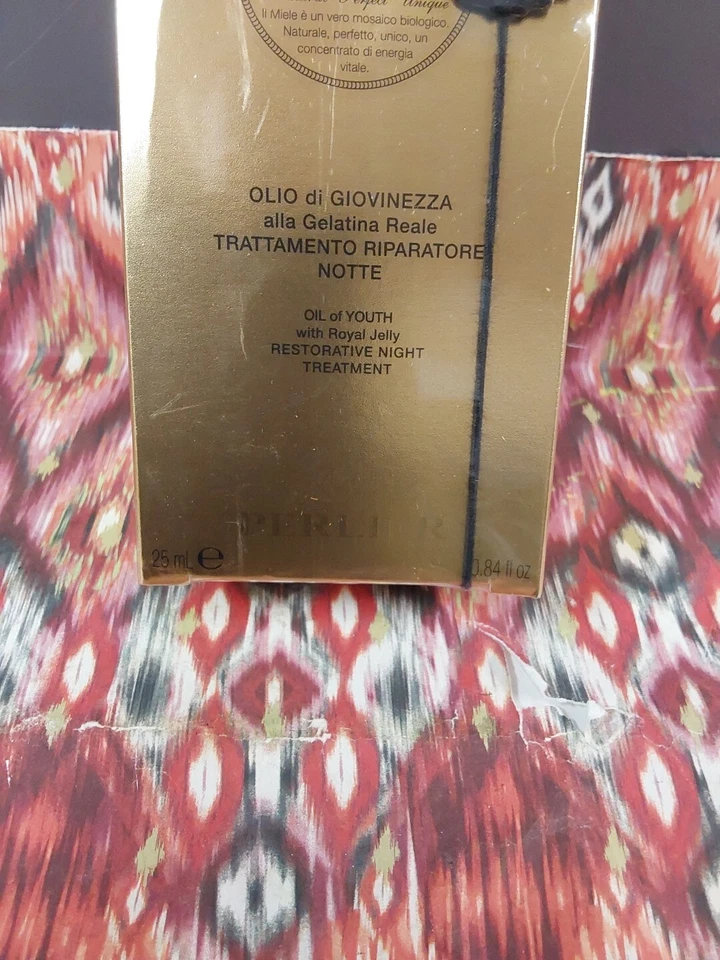 Perfect Unique
Il Miele è un vero mosaico biologico.
Naturale, perfetto, unico, un
concentrato di energia
vitale.
OLIO di GIOVINEZZA
alla Gelatina Reale
TRATTAMENTO RIPARATORE
NOTTE
OIL of YOUTH
with Royal Jelly
RESTORATIVE NIGHT
TREATMENT
25 mL e
0.84 fl oz